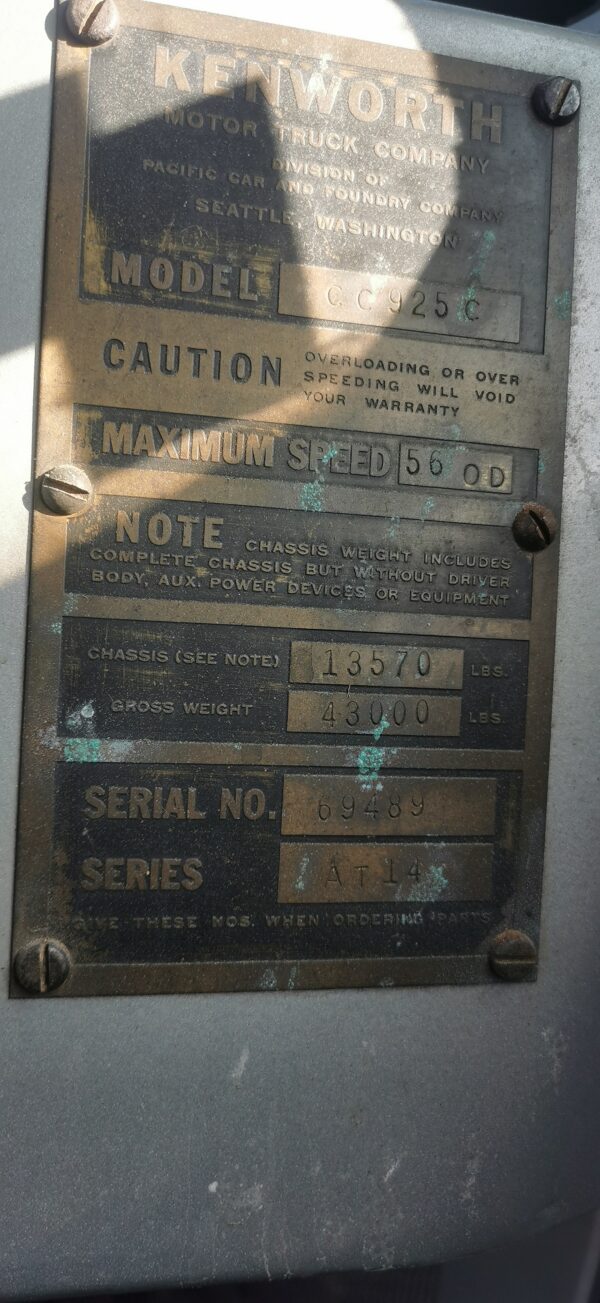 KENWORTH
MOTOR TRUCK COMPANY
DIVISION OF
PACIFIC CAR AND FOUNDRY COMPANY
SEATTLE, WASHINGTON
MODEL CC925C
CAUTION OVERLOADING OR OVER
SPEEDING WILL VOID
YOUR WARRANTY
MAXIMUM SPEED 56 OD
NOTE CHASSIS WEIGHT INCLUDES
COMPLETE CHASSIS BUT WITHOUT DRIVER
BODY, AUX. POWER DEVICES OR EQUIPMENT
CHASSIS (SEE NOTE) 13570 LBS.
GROSS WEIGHT 43000 LBS.
SERIAL NO. 69489
SERIES AT 14
GIVE THESE NOS. WHEN ORDERING PARTS